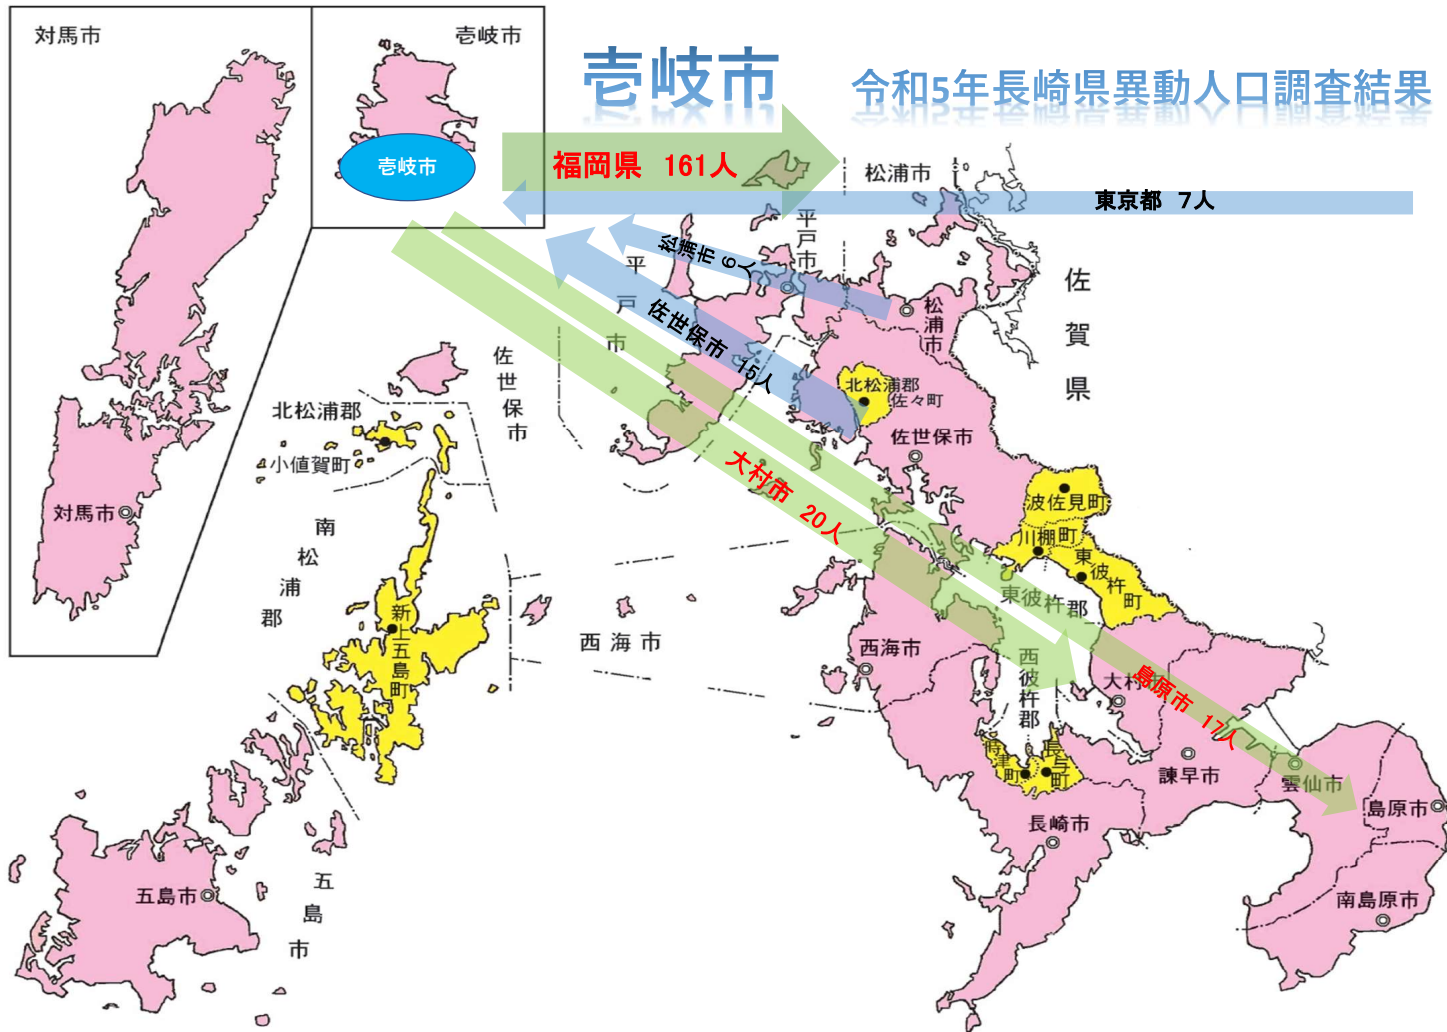 対馬市
壱岐市
壱岐市
令和5年長崎県異動人口調査結果
壱岐市
福岡県 161人
松浦市
東京都 7人
平戸市
松浦市 6人
平戸市
佐賀県
松浦市
佐世保市 15人
佐世保市
北松浦郡
佐々町
北松浦郡
小値賀町
佐世保市
大村市 20人
波佐見町
対馬市
南松浦郡
川棚町
東彼杵町
東彼杵郡
新上五島町
西海市
西海市
西彼杵郡
大村
島原市 17人
時津町
長与町
諫早市
雲仙市
島原市
長崎市
五島市
五島市
南島原市